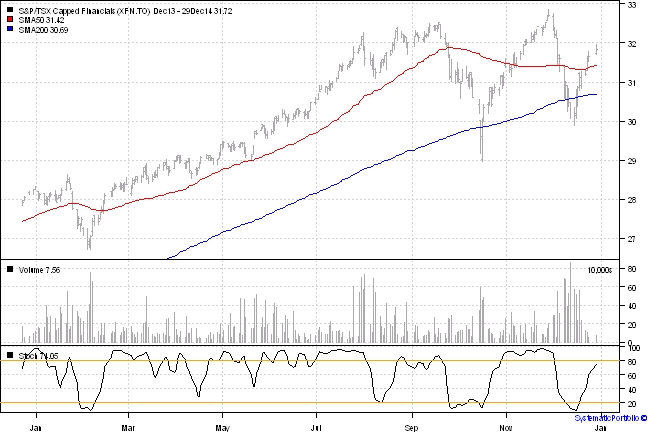 S&P/TSX Capped Financials (XFN.TO) Dec13 - 29Dec14 31.72
SMA50 31.42
SMA200 30.69
33
32
31
30
29
28
27
Volume 7.56
10,000s
80
60
40
20
0
Stoch 74.05
100
80
60
40
20
Jan
Mar
May
Jul
Sep
Nov
Jan
SystematicPortfolio ©